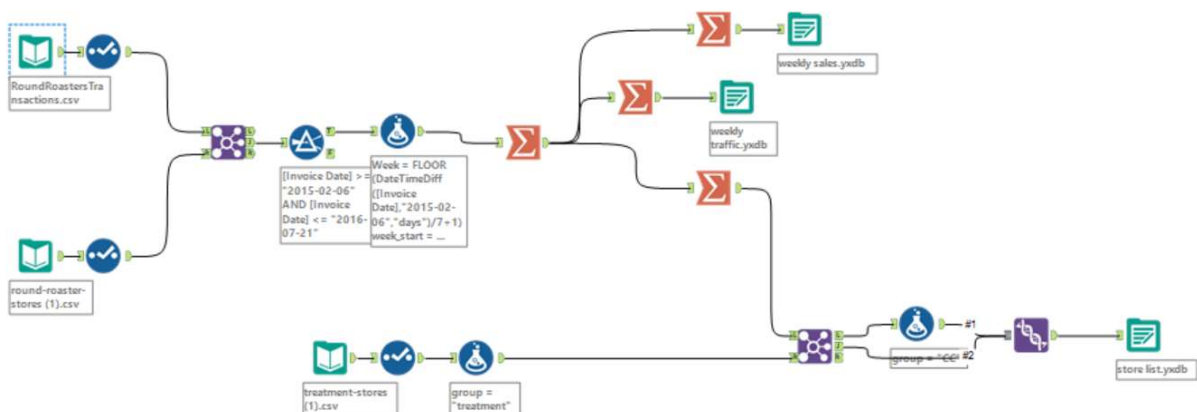 weekly sales.yxdb
RoundRoastersTra
nsactions.csv
weekly
traffic.yxdb
[Invoice Date] >=
"2015-02-06"
AND [Invoice
Date] <= "2016-
07-21"
Week = FLOOR
(DateTimeDiff
([Invoice
Date],"2015-02-
06","days")/7+1)
week_start = ...
round-roaster-
stores (1).csv
#1
#2
group = "CC"
store list.yxdb
treatment-stores
(1).csv
group =
"treatment"